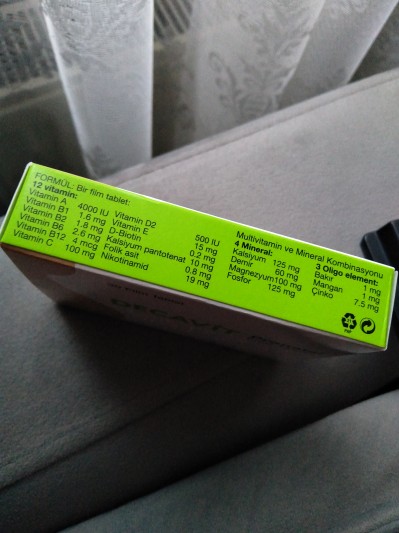 FORMÜL: Bir film tablet:
12 vitamin:
Vitamin A 4000 IU
Vitamin B1 1.6 mg
Vitamin B2 1.8 mg
Vitamin B6 2.6 mg
Vitamin B12 4 mcg
Vitamin C 100 mg
Vitamin D2 500 IU
Vitamin E 15 mg
D-Biotin 0.2 mg
Kalsiyum pantotenat 10 mg
Folik asit 0.8 mg
Nikotinamid 19 mg
Multivitamin ve Mineral Kombinasyonu
4 Mineral:
Kalsiyum 125 mg
Demir 60 mg
Magnezyum 100 mg
Fosfor 125 mg
3 Oligo element:
Bakır 1 mg
Mangan 1 mg
Çinko 7.5 mg